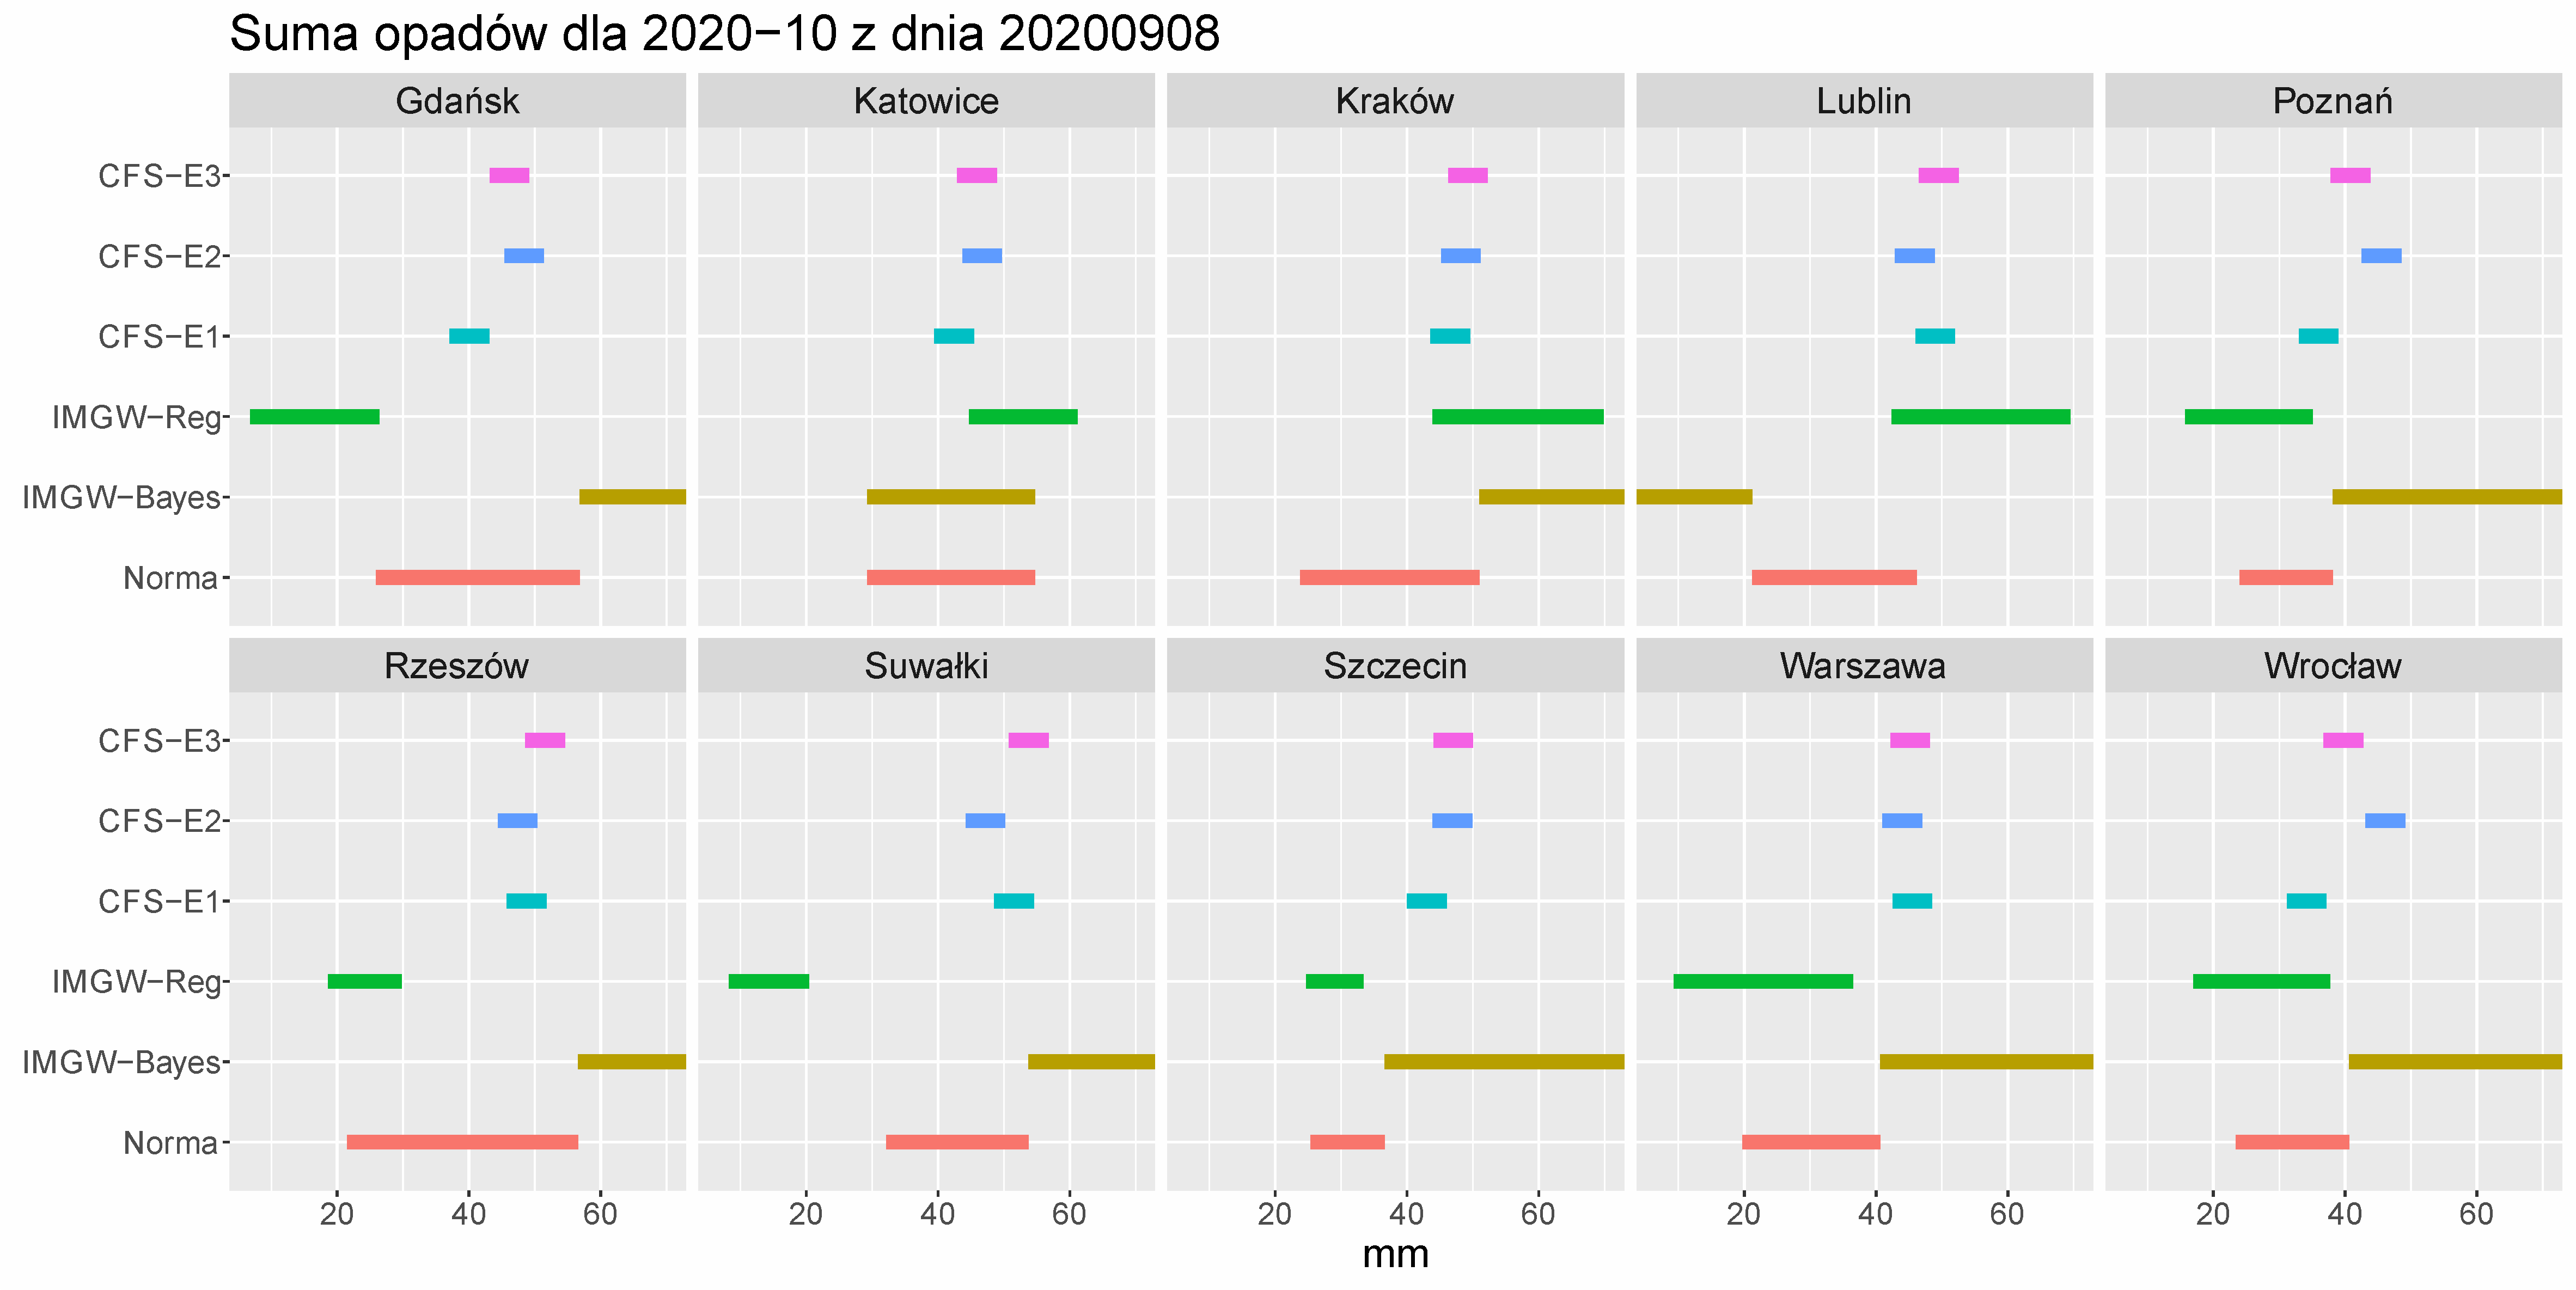 Suma opadów dla 2020−10 z dnia 20200908
Gdańsk Katowice Kraków Lublin Poznań
CFS−E3
CFS−E2
CFS−E1
IMGW−Reg
IMGW−Bayes
Norma
Rzeszów Suwałki Szczecin Warszawa Wrocław
CFS−E3
CFS−E2
CFS−E1
IMGW−Reg
IMGW−Bayes
Norma
20 40 60 20 40 60 20 40 60 20 40 60 20 40 60
mm